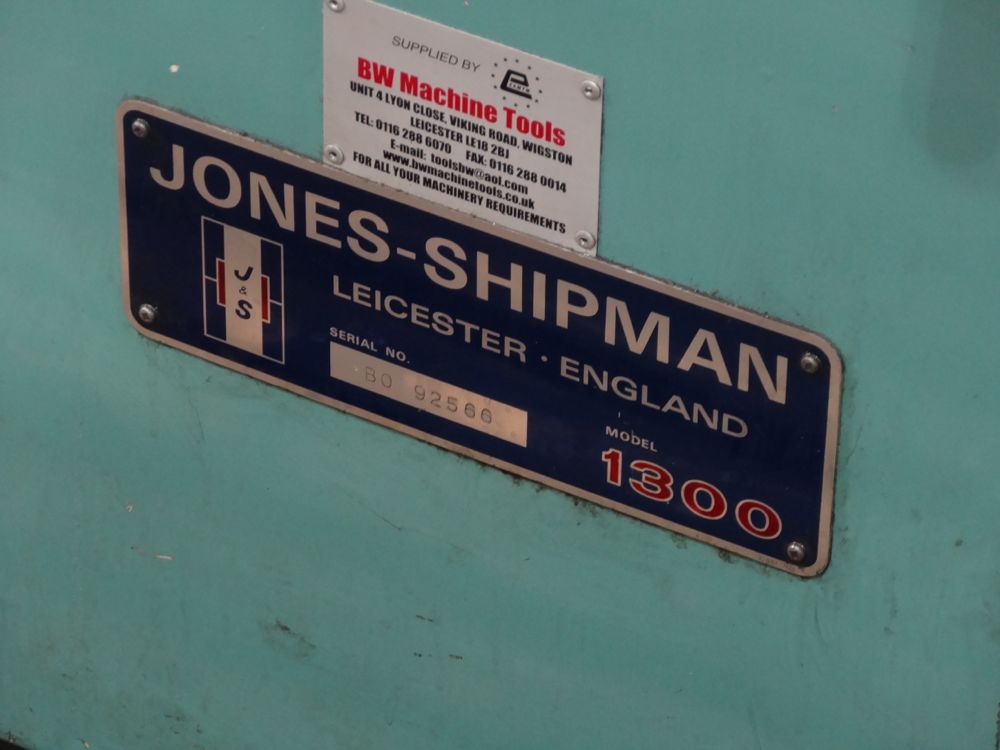 SUPPLIED BY
BW Machine Tools
UNIT 4 LYON CLOSE, VIKING ROAD, WIGSTON
LEICESTER LE18 2BJ
TEL: 0116 288 6070 FAX: 0116 288 0014
E-mail: toolsbw@aol.com
www.bwmachinetools.co.uk
FOR ALL YOUR MACHINERY REQUIREMENTS
JONES-SHIPMAN
J
&
S
LEICESTER · ENGLAND
SERIAL NO.
BO 92566
MODEL
1300